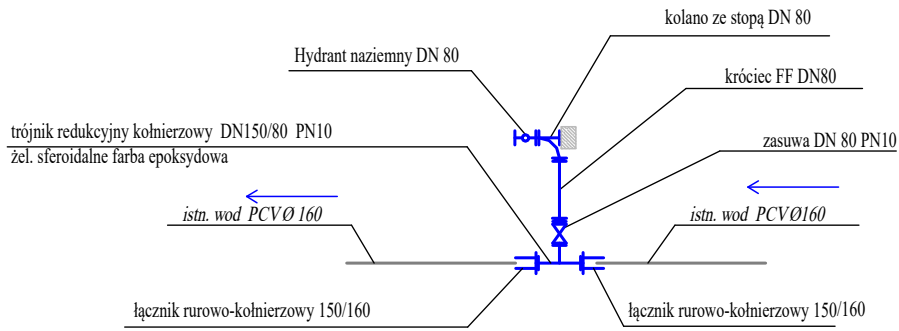 kolano ze stopą DN 80
Hydrant naziemny DN 80
króciec FF DN80
trójnik redukcyjny kołnierzowy DN150/80 PN10
żel. sferoidalne farba epoksydowa
zasuwa DN 80 PN10
istn. wod PCVØ 160
istn. wod PCVØ160
łącznik rurowo-kołnierzowy 150/160
łącznik rurowo-kołnierzowy 150/160